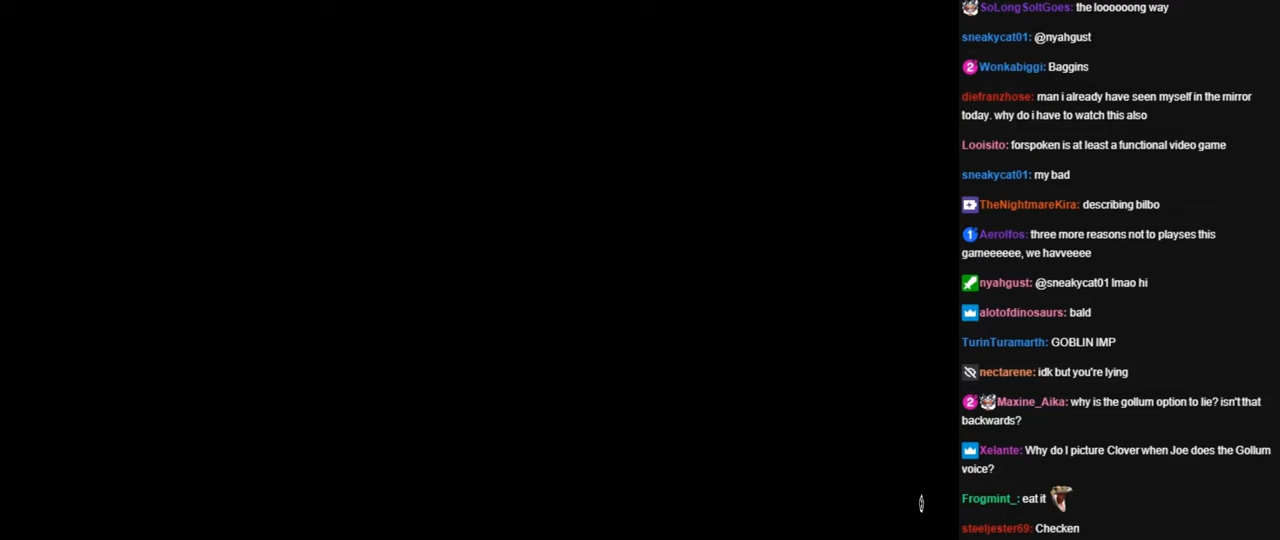 SoLongSoltGoes: the loooooong way
sneakycat01: @nyahgust
2 Wonkabiggi: Baggins
diefranzhose: man i already have seen myself in the mirror
today. why do i have to watch this also
Looisito: forspoken is at least a functional video game
sneakycat01: my bad
TheNightmareKira: describing bilbo
1 Aerolfos: three more reasons not to playses this
gameeeeee, we havveeee
nyahgust: @sneakycat01 lmao hi
alotofdinosaurs: bald
TurinTuramarth: GOBLIN IMP
nectarene: idk but you're lying
2 Maxine_Aika: why is the gollum option to lie? isn't that
backwards?
Xelante: Why do I picture Clover when Joe does the Gollum
voice?
Frogmint_: eat it
steeljester69: Checken